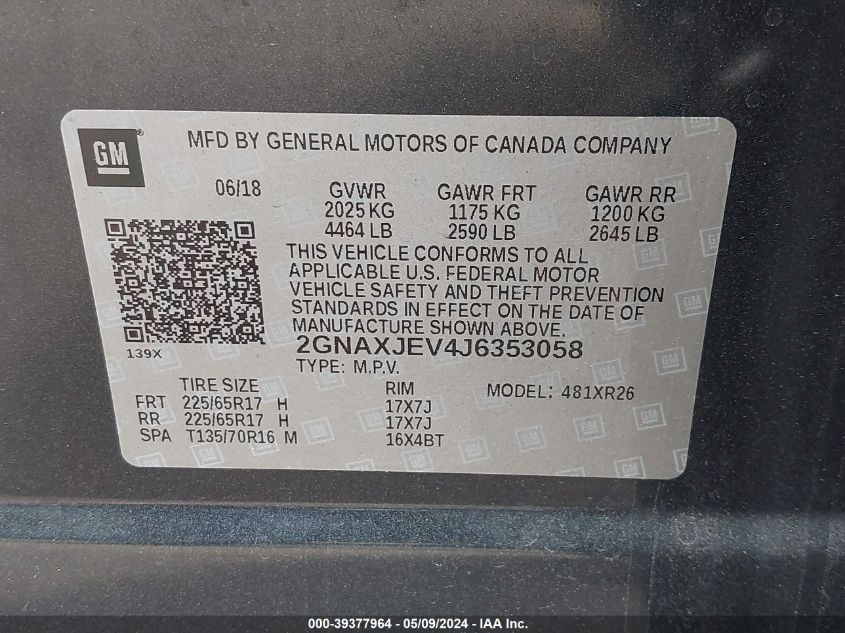 GM
MFD BY GENERAL MOTORS OF CANADA COMPANY
06/18 GVWR GAWR FRT GAWR RR
2025 KG 1175 KG 1200 KG
4464 LB 2590 LB 2645 LB
THIS VEHICLE CONFORMS TO ALL
APPLICABLE U.S. FEDERAL MOTOR
VEHICLE SAFETY AND THEFT PREVENTION
STANDARDS IN EFFECT ON THE DATE OF
MANUFACTURE SHOWN ABOVE.
139X 2GNAXJEV4J6353058
TYPE: M.P.V.
TIRE SIZE RIM MODEL: 481XR26
FRT 225/65R17 H 17X7J
RR 225/65R17 H 17X7J
SPA T135/70R16 M 16X4BT
000-39377964 - 05/09/2024 - IAA Inc.